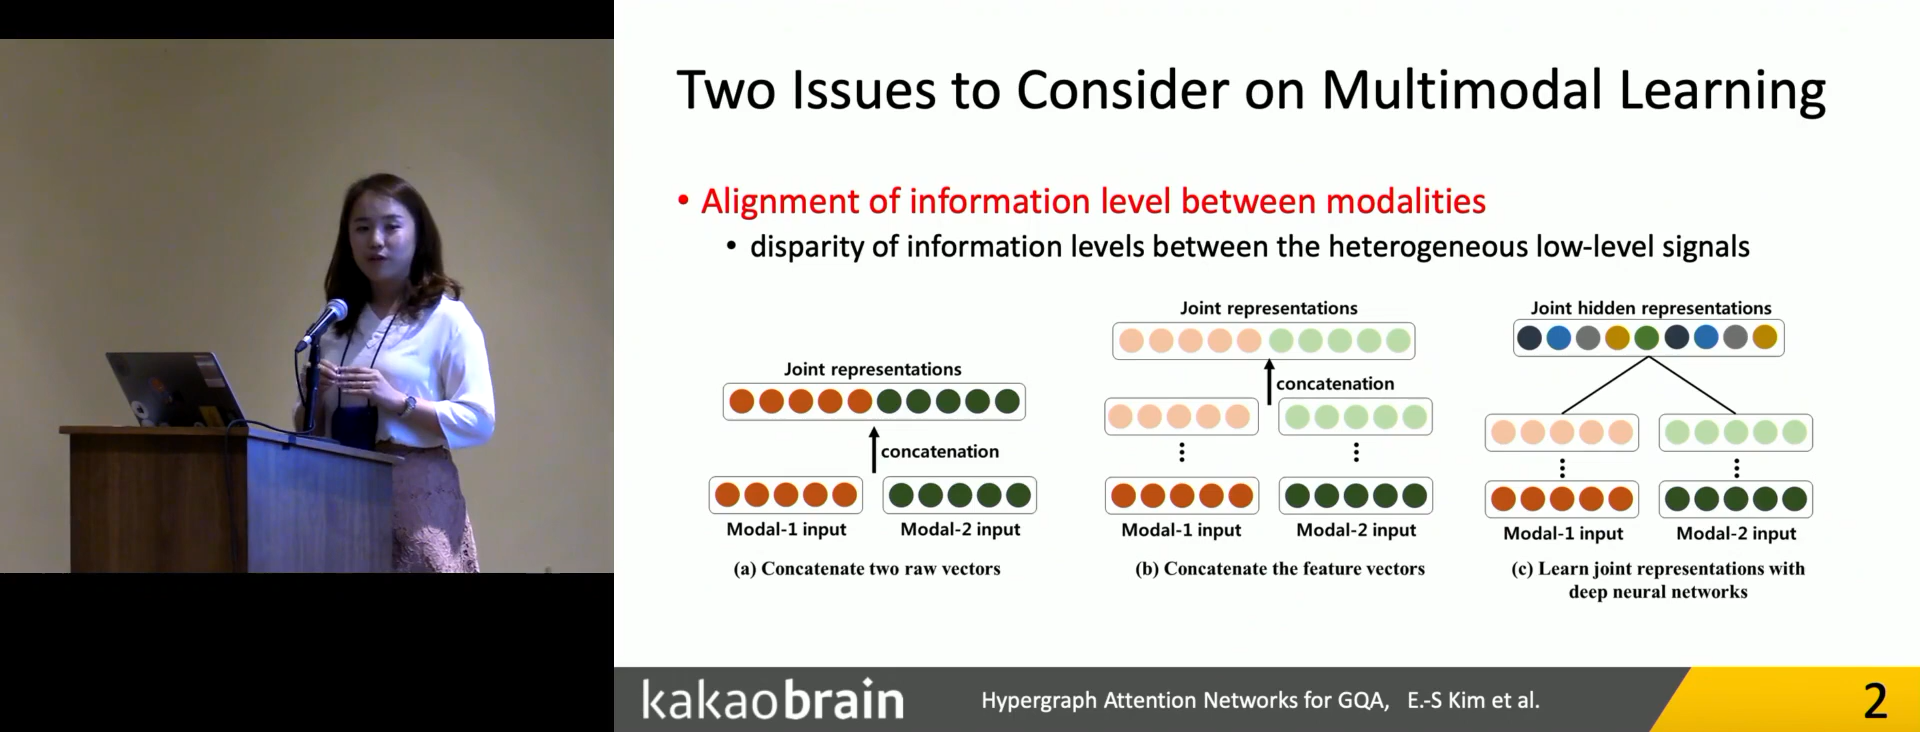 Two Issues to Consider on Multimodal Learning
• Alignment of information level between modalities
• disparity of information levels between the heterogeneous low-level signals
Joint representations
concatenation
Modal-1 input
Modal-2 input
(a) Concatenate two raw vectors
Joint representations
concatenation
Modal-1 input
Modal-2 input
(b) Concatenate the feature vectors
Joint hidden representations
Modal-1 input
Modal-2 input
(c) Learn joint representations with
deep neural networks
kakaobrain
Hypergraph Attention Networks for GQA, E.-S Kim et al.
2